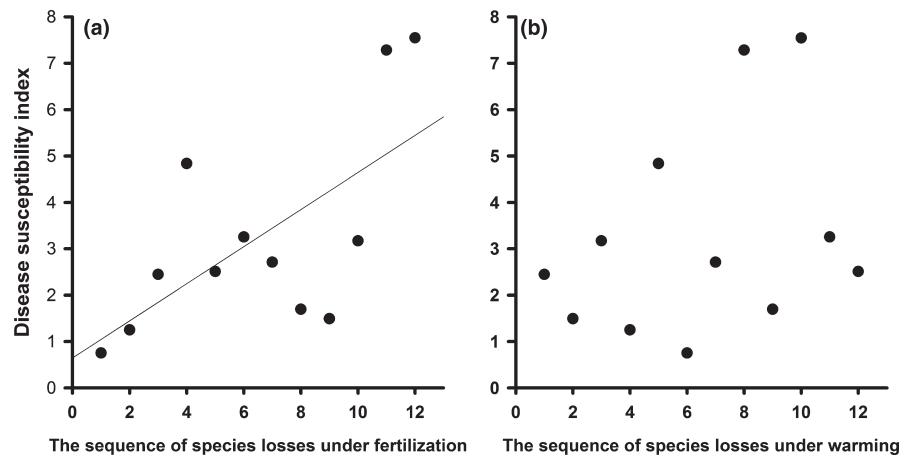 (a)
(b)
Disease susceptibility index
8
7
6
5
4
3
2
1
0
0 2 4 6 8 10 12
The sequence of species losses under fertilization
8
7
6
5
4
3
2
1
0
0 2 4 6 8 10 12
The sequence of species losses under warming